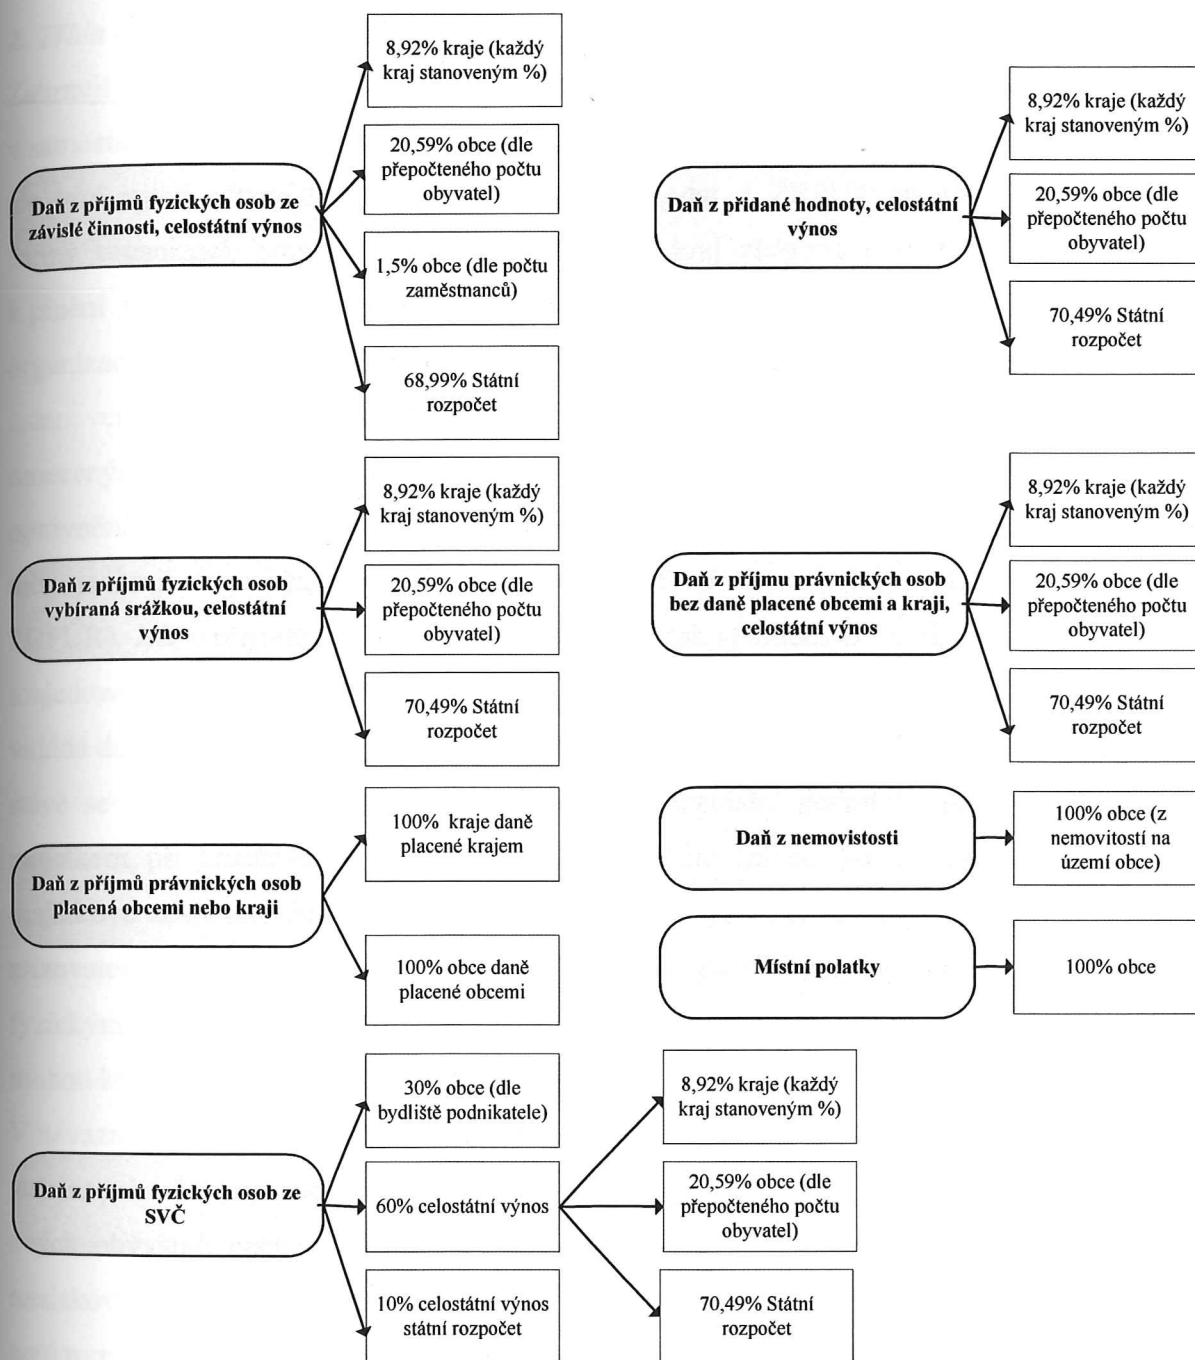 8,92% kraje (každý
kraj stanoveným %)
20,59% obce (dle
přepočteného počtu
obyvatel)
Daň z příjmů fyzických osob ze
závislé činnosti, celostátní výnos
1,5% obce (dle počtu
zaměstnanců)
68,99% Státní
rozpočet
8,92% kraje (každý
kraj stanoveným %)
Daň z přidané hodnoty, celostátní
výnos
20,59% obce (dle
přepočteného počtu
obyvatel)
70,49% Státní
rozpočet
8,92% kraje (každý
kraj stanoveným %)
Daň z příjmů fyzických osob
vybíraná srážkou, celostátní
výnos
20,59% obce (dle
přepočteného počtu
obyvatel)
70,49% Státní
rozpočet
8,92% kraje (každý
kraj stanoveným %)
Daň z příjmu právnických osob
bez daně placené obcemi a kraji,
celostátní výnos
20,59% obce (dle
přepočteného počtu
obyvatel)
70,49% Státní
rozpočet
100% kraje daně
placené krajem
Daň z příjmů právnických osob
placená obcemi nebo kraji
100% obce daně
placené obcemi
Daň z nemovistosti
100% obce (z
nemovitostí na
území obce)
Místní polatky
100% obce
30% obce (dle
bydliště podnikatele)
Daň z příjmů fyzických osob ze
SVČ
60% celostátní výnos
10% celostátní výnos
státní rozpočet
8,92% kraje (každý
kraj stanoveným %)
20,59% obce (dle
přepočteného počtu
obyvatel)
70,49% Státní
rozpočet